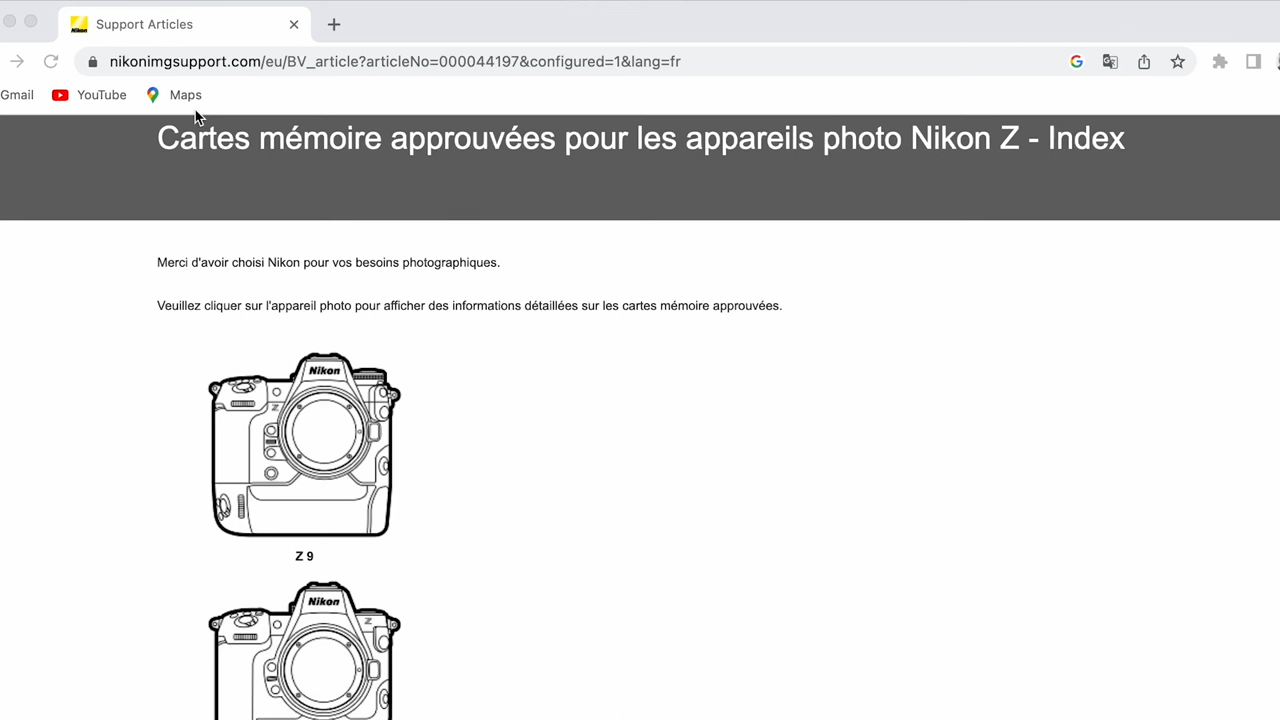 Support Articles
nikonimgsupport.com/eu/BV_article?articleNo=000044197&configured=1&lang=fr
Gmail YouTube Maps
Cartes mémoire approuvées pour les appareils photo Nikon Z - Index
Merci d'avoir choisi Nikon pour vos besoins photographiques.
Veuillez cliquer sur l'appareil photo pour afficher des informations détaillées sur les cartes mémoire approuvées.
Nikon
Z
Z 9
Nikon
Z